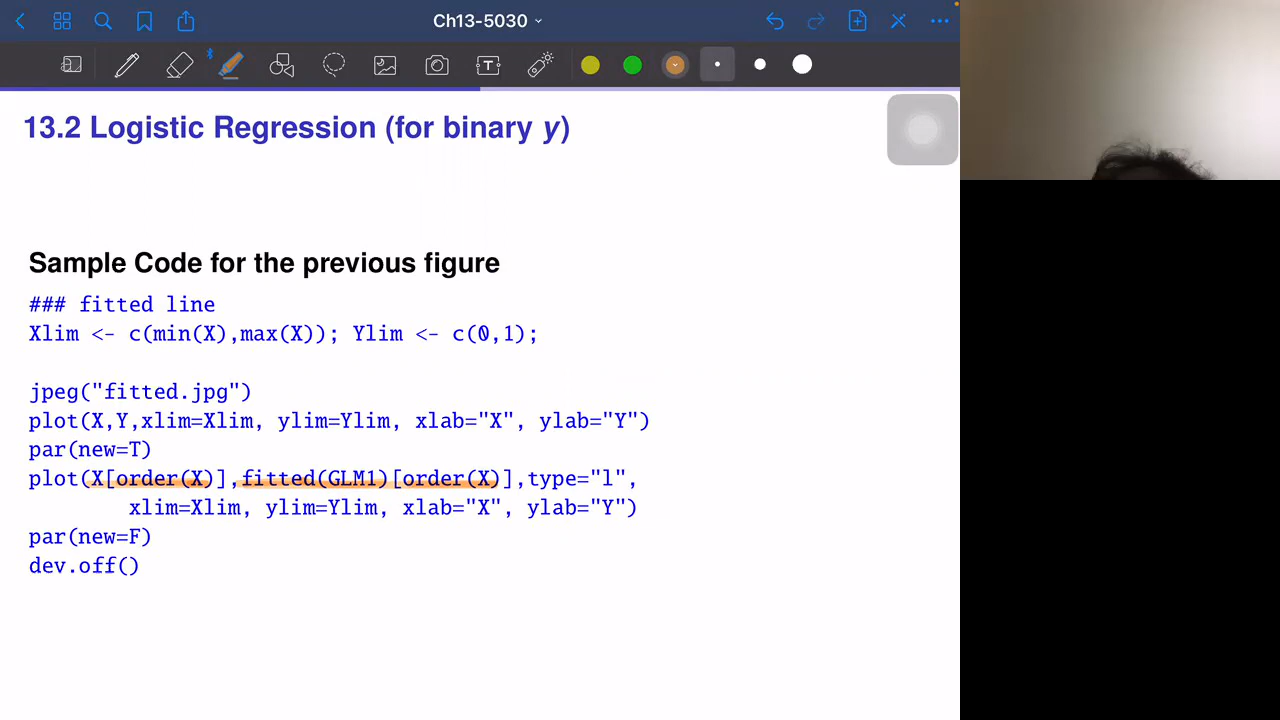 Ch13-5030
T
13.2 Logistic Regression (for binary y)
Sample Code for the previous figure
### fitted line
Xlim <- c(min(X),max(X)); Ylim <- c(0,1);
jpeg("fitted.jpg")
plot(X,Y,xlim=Xlim, ylim=Ylim, xlab="X", ylab="Y")
par(new=T)
plot(X[order(X)],fitted(GLM1)[order(X)],type="l",
xlim=Xlim, ylim=Ylim, xlab="X", ylab="Y")
par(new=F)
dev.off()